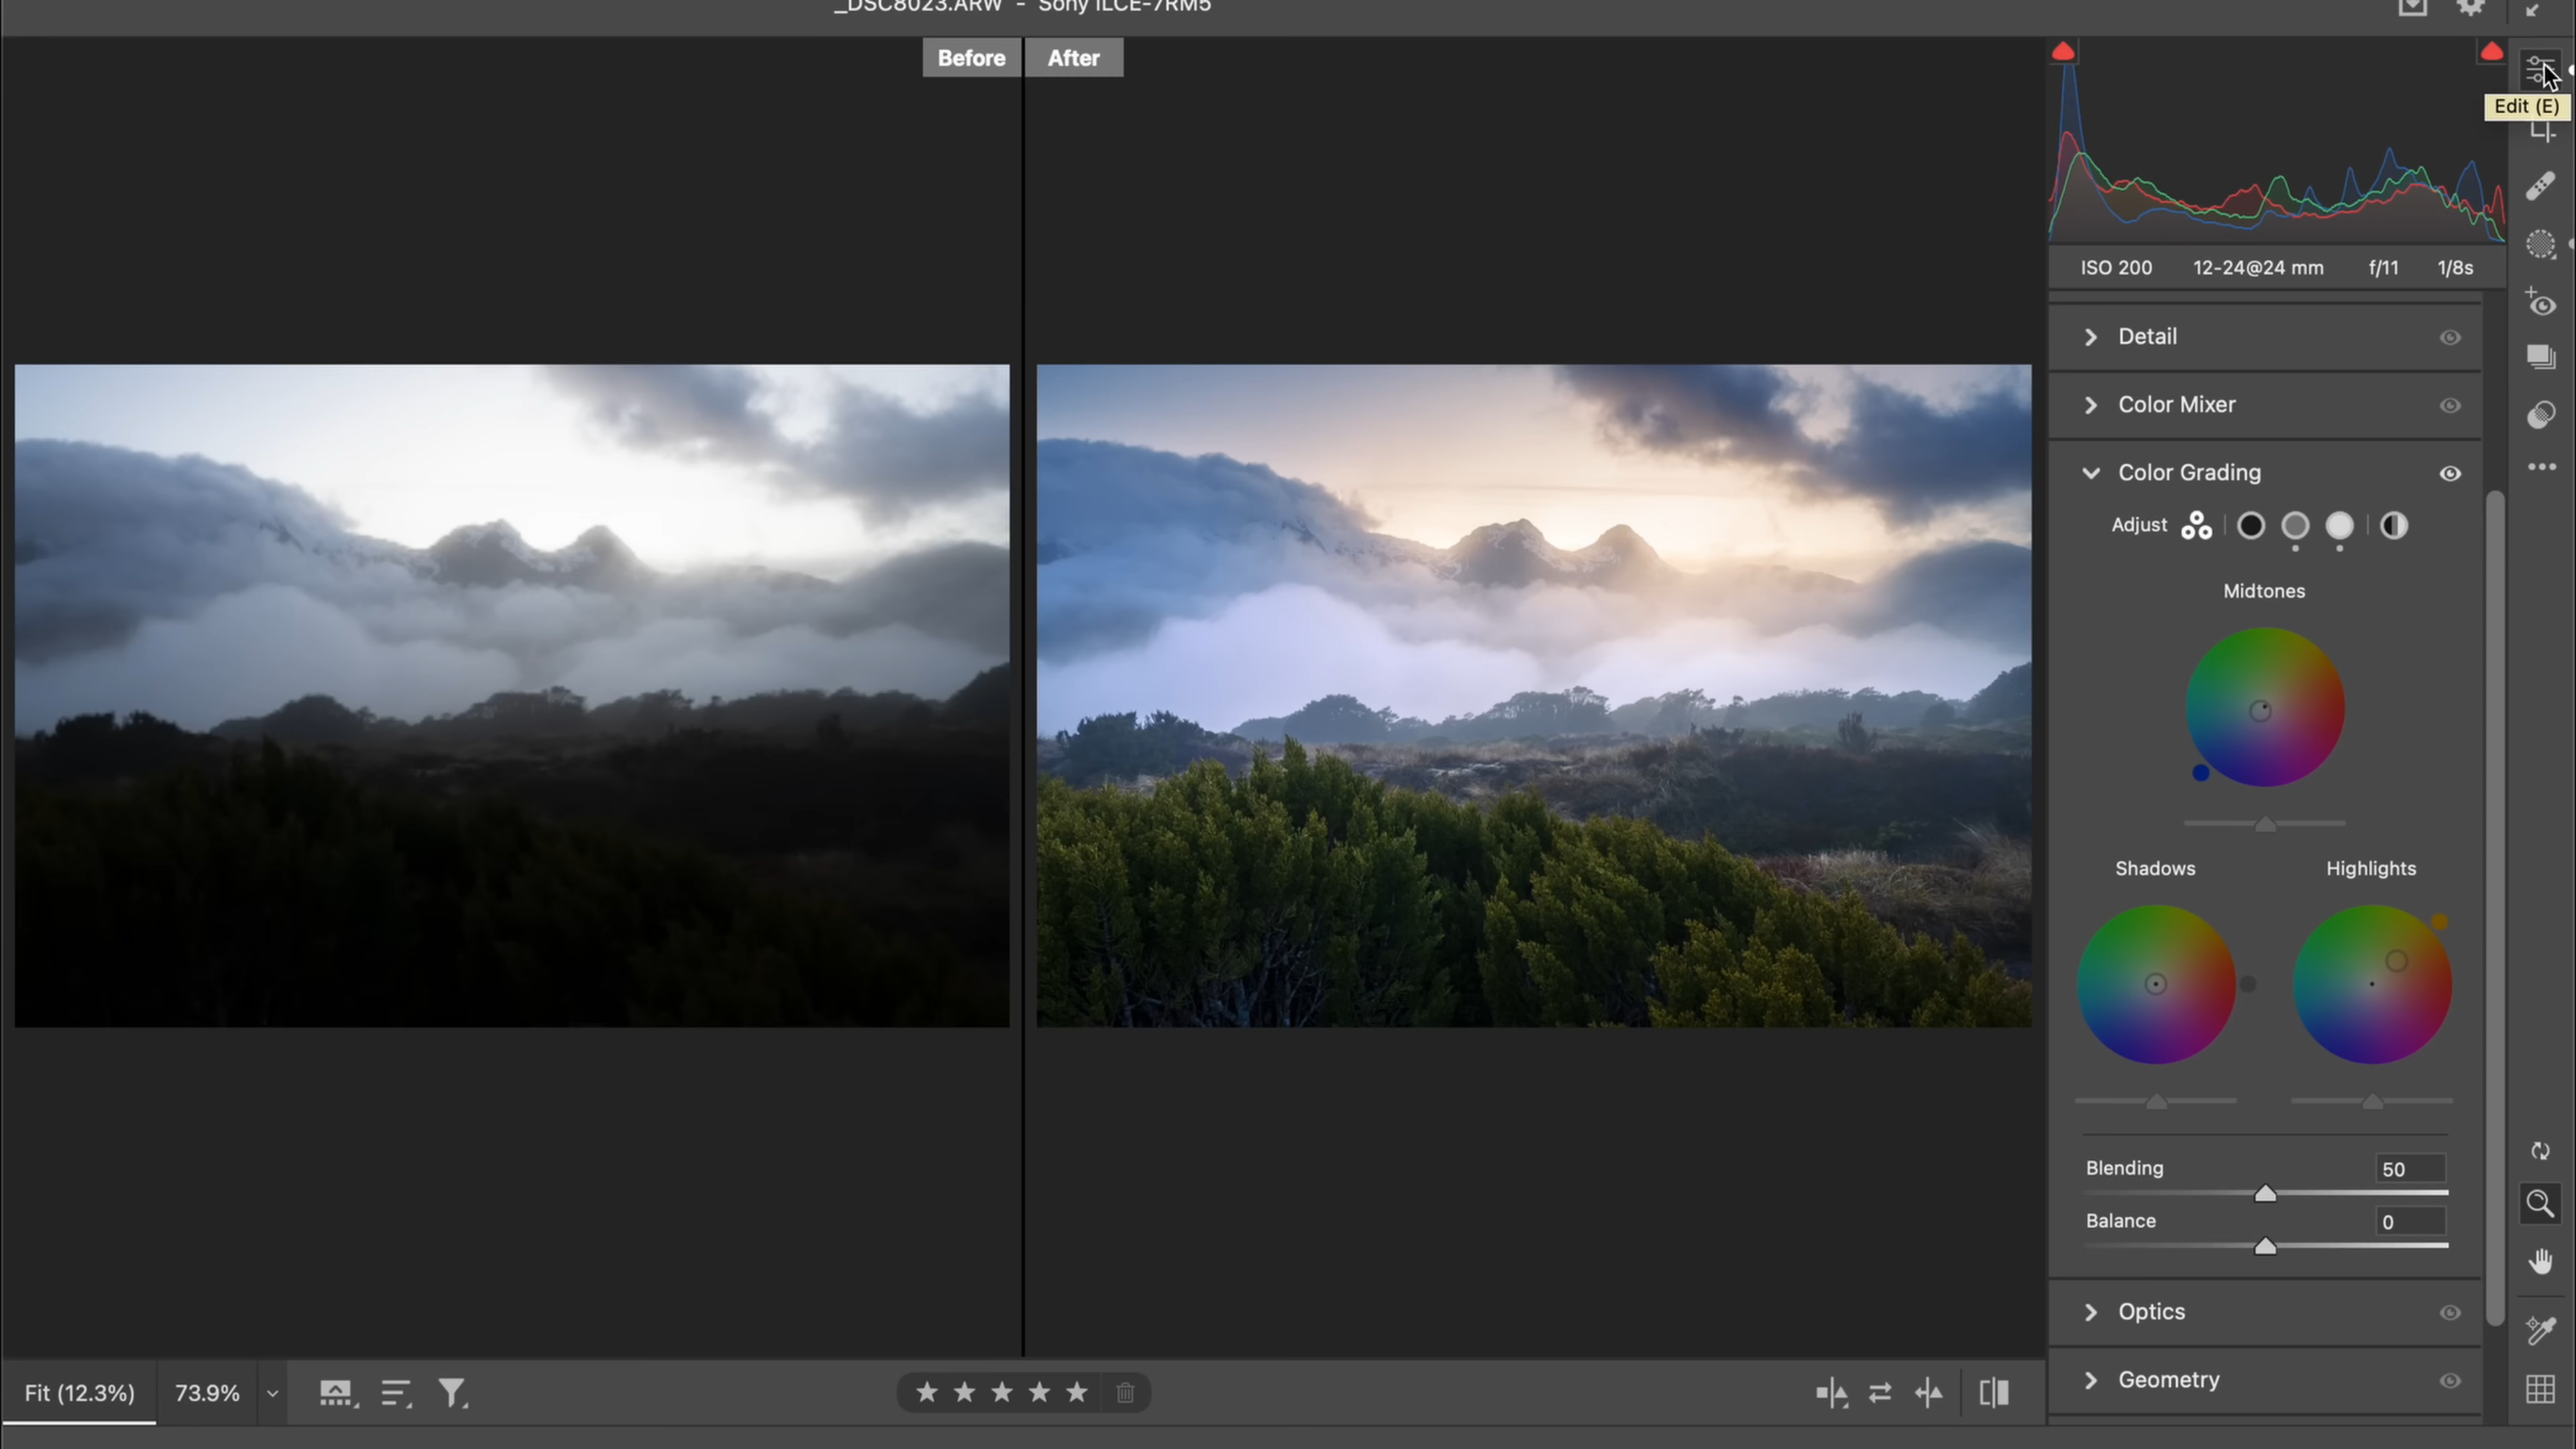 _DSC8023.ARW - Sony ILCE-7RM5
Before
After
Edit (E)
ISO 200 12-24@24 mm f/11 1/8s
Detail
Color Mixer
Color Grading
Adjust
Midtones
Shadows
Highlights
Blending 50
Balance 0
Optics
Geometry
Fit (12.3%) 73.9%